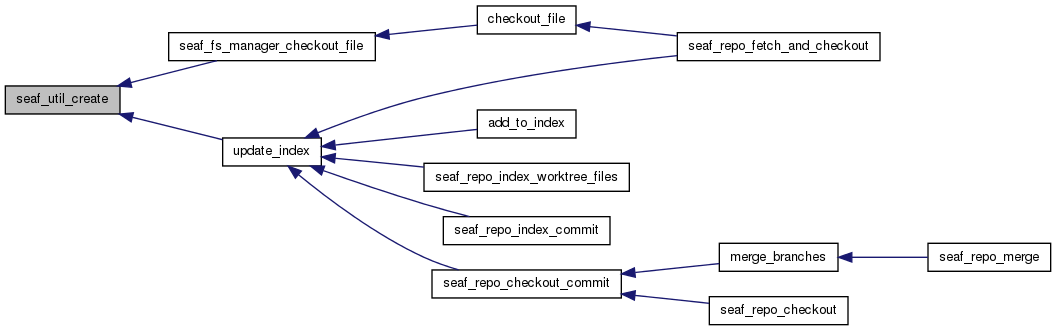 checkout_file
seaf_fs_manager_checkout_file
seaf_repo_fetch_and_checkout
seaf_util_create
add_to_index
update_index
seaf_repo_index_worktree_files
seaf_repo_index_commit
merge_branches
seaf_repo_merge
seaf_repo_checkout_commit
seaf_repo_checkout